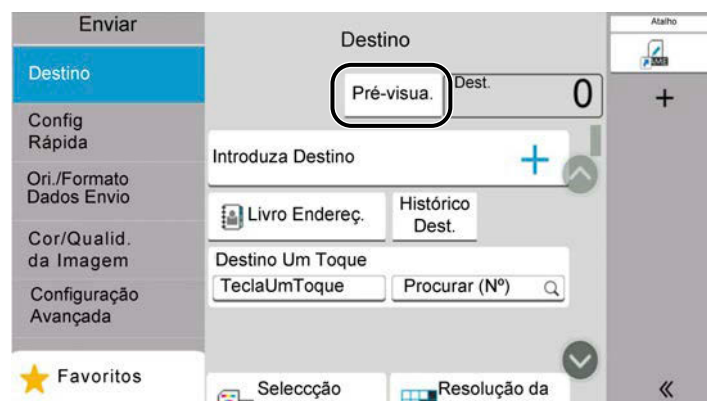 Enviar
Destino
Atalho
Destino
Pré-visua.
Dest.
0
Config
Rápida
Introduza Destino
Ori./Formato
Dados Envio
Livro Endereç.
Histórico
Dest.
Cor/Qualid.
da Imagem
Destino Um Toque
TeclaUmToque
Procurar (Nº)
Configuração
Avançada
Favoritos
Seleccção
Resolução da